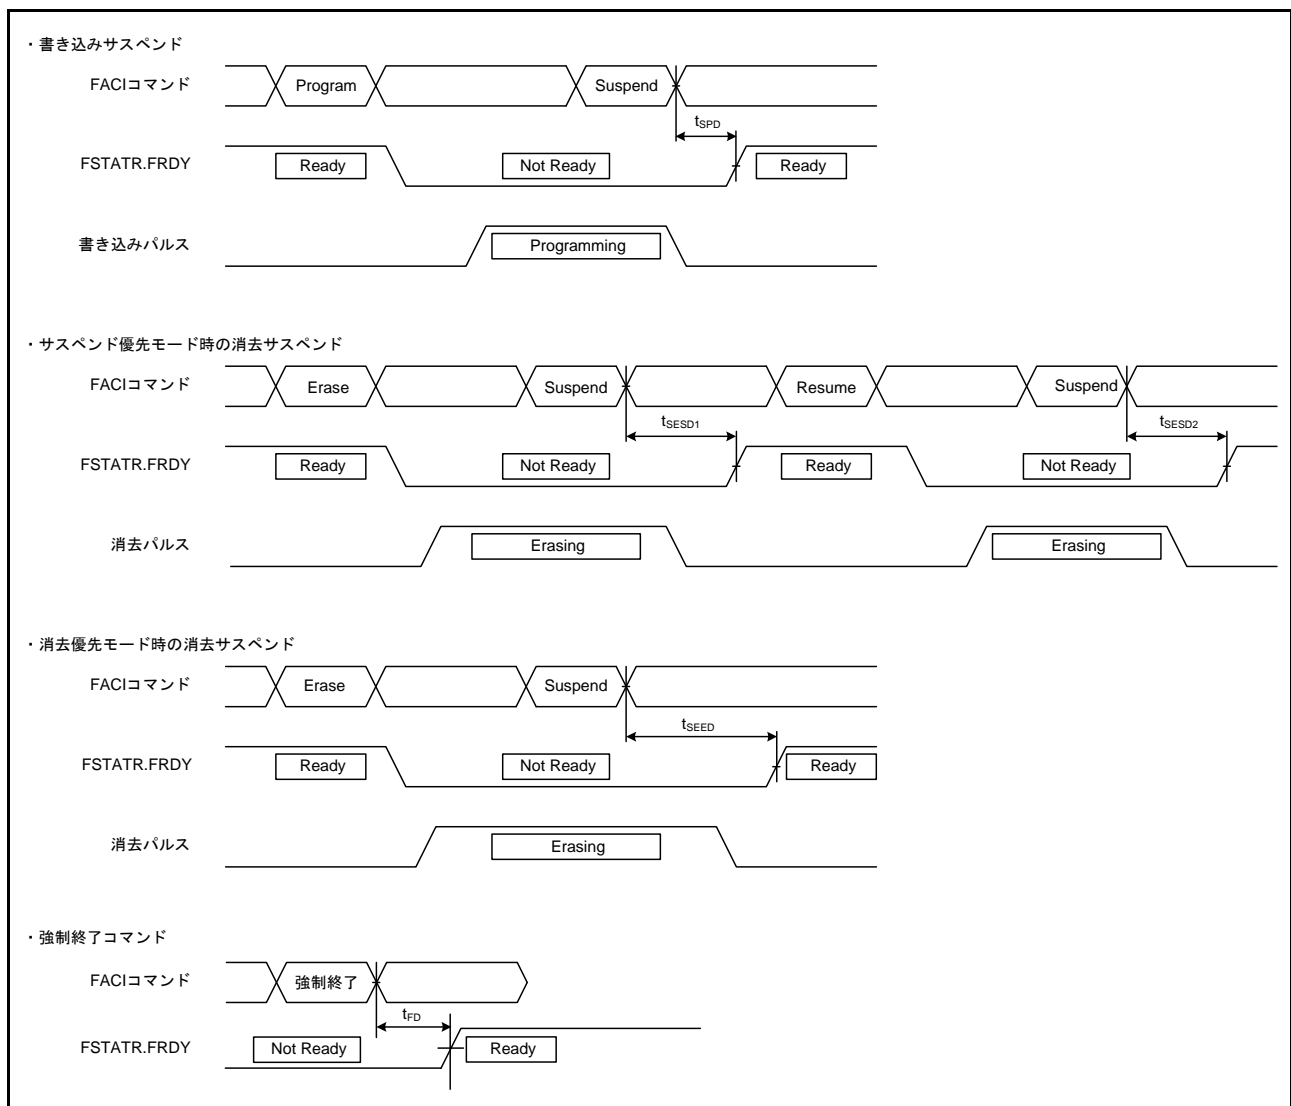 ・書き込みサスペンド
FACIコマンド
Program
Suspend
tSPD
FSTATR.FRDY
Ready
Not Ready
Ready
書き込みパルス
Programming
・サスペンド優先モード時の消去サスペンド
FACIコマンド
Erase
Suspend
Resume
Suspend
tSESD1
tSESD2
FSTATR.FRDY
Ready
Not Ready
Ready
Not Ready
消去パルス
Erasing
Erasing
・消去優先モード時の消去サスペンド
FACIコマンド
Erase
Suspend
tSEED
FSTATR.FRDY
Ready
Not Ready
Ready
消去パルス
Erasing
・強制終了コマンド
FACIコマンド
強制終了
tFD
FSTATR.FRDY
Not Ready
Ready